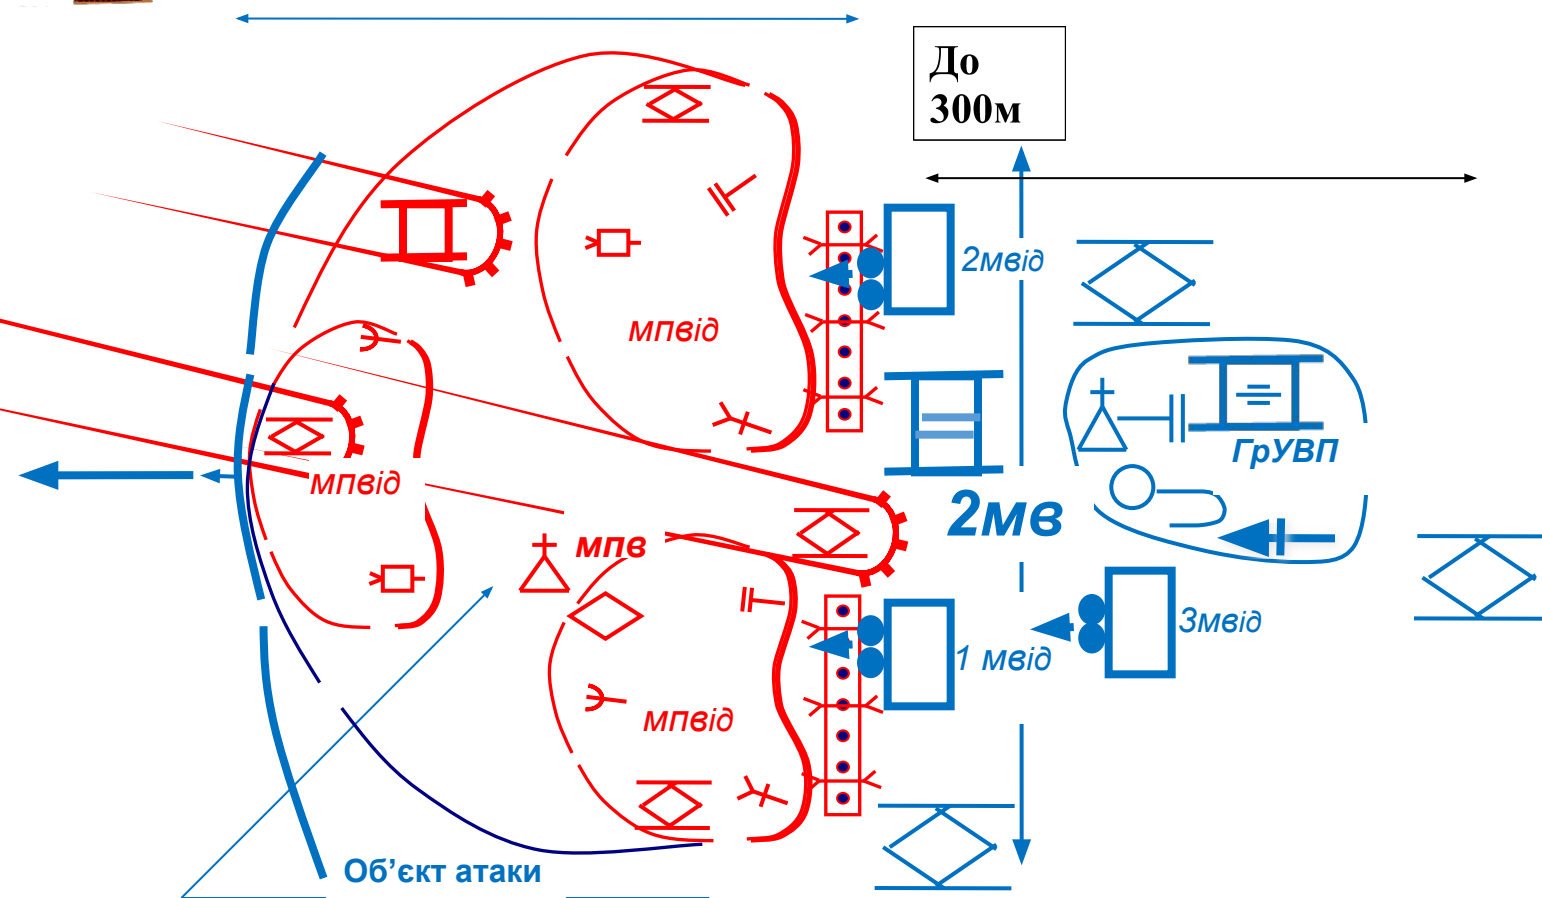 До
300м
2мвід
мпвід
ГрУВП
мпвід
2мв
мпв
3мвід
1 мвід
мпвід
Об’єкт атаки